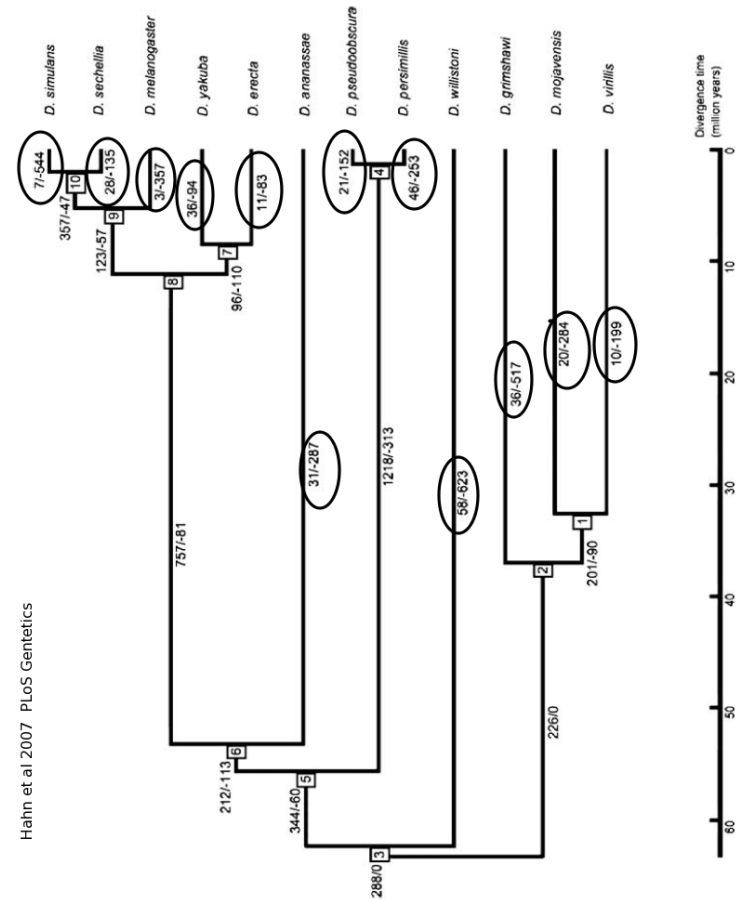 D. simulans
D. sechellia
D. melanogaster
D. yakuba
D. erecta
D. ananassae
D. pseudoobscura
D. persimillis
D. willistoni
D. grimshawi
D. mojavensis
D. virillis
7/-544
28/-135
3/-357
36/-94
11/-83
21/-152
46/-253
10
357/-47
9
123/-57
7
96/-110
8
4
20/-284
10/-199
36/-517
31/-287
58/-623
1218/-313
757/-81
1
201/-90
2
226/0
6
212/-113
5
344/-60
3
288/0
Divergence time
(million years)
0
10
20
30
40
50
60
Hahn et al 2007 PLoS Gentetics